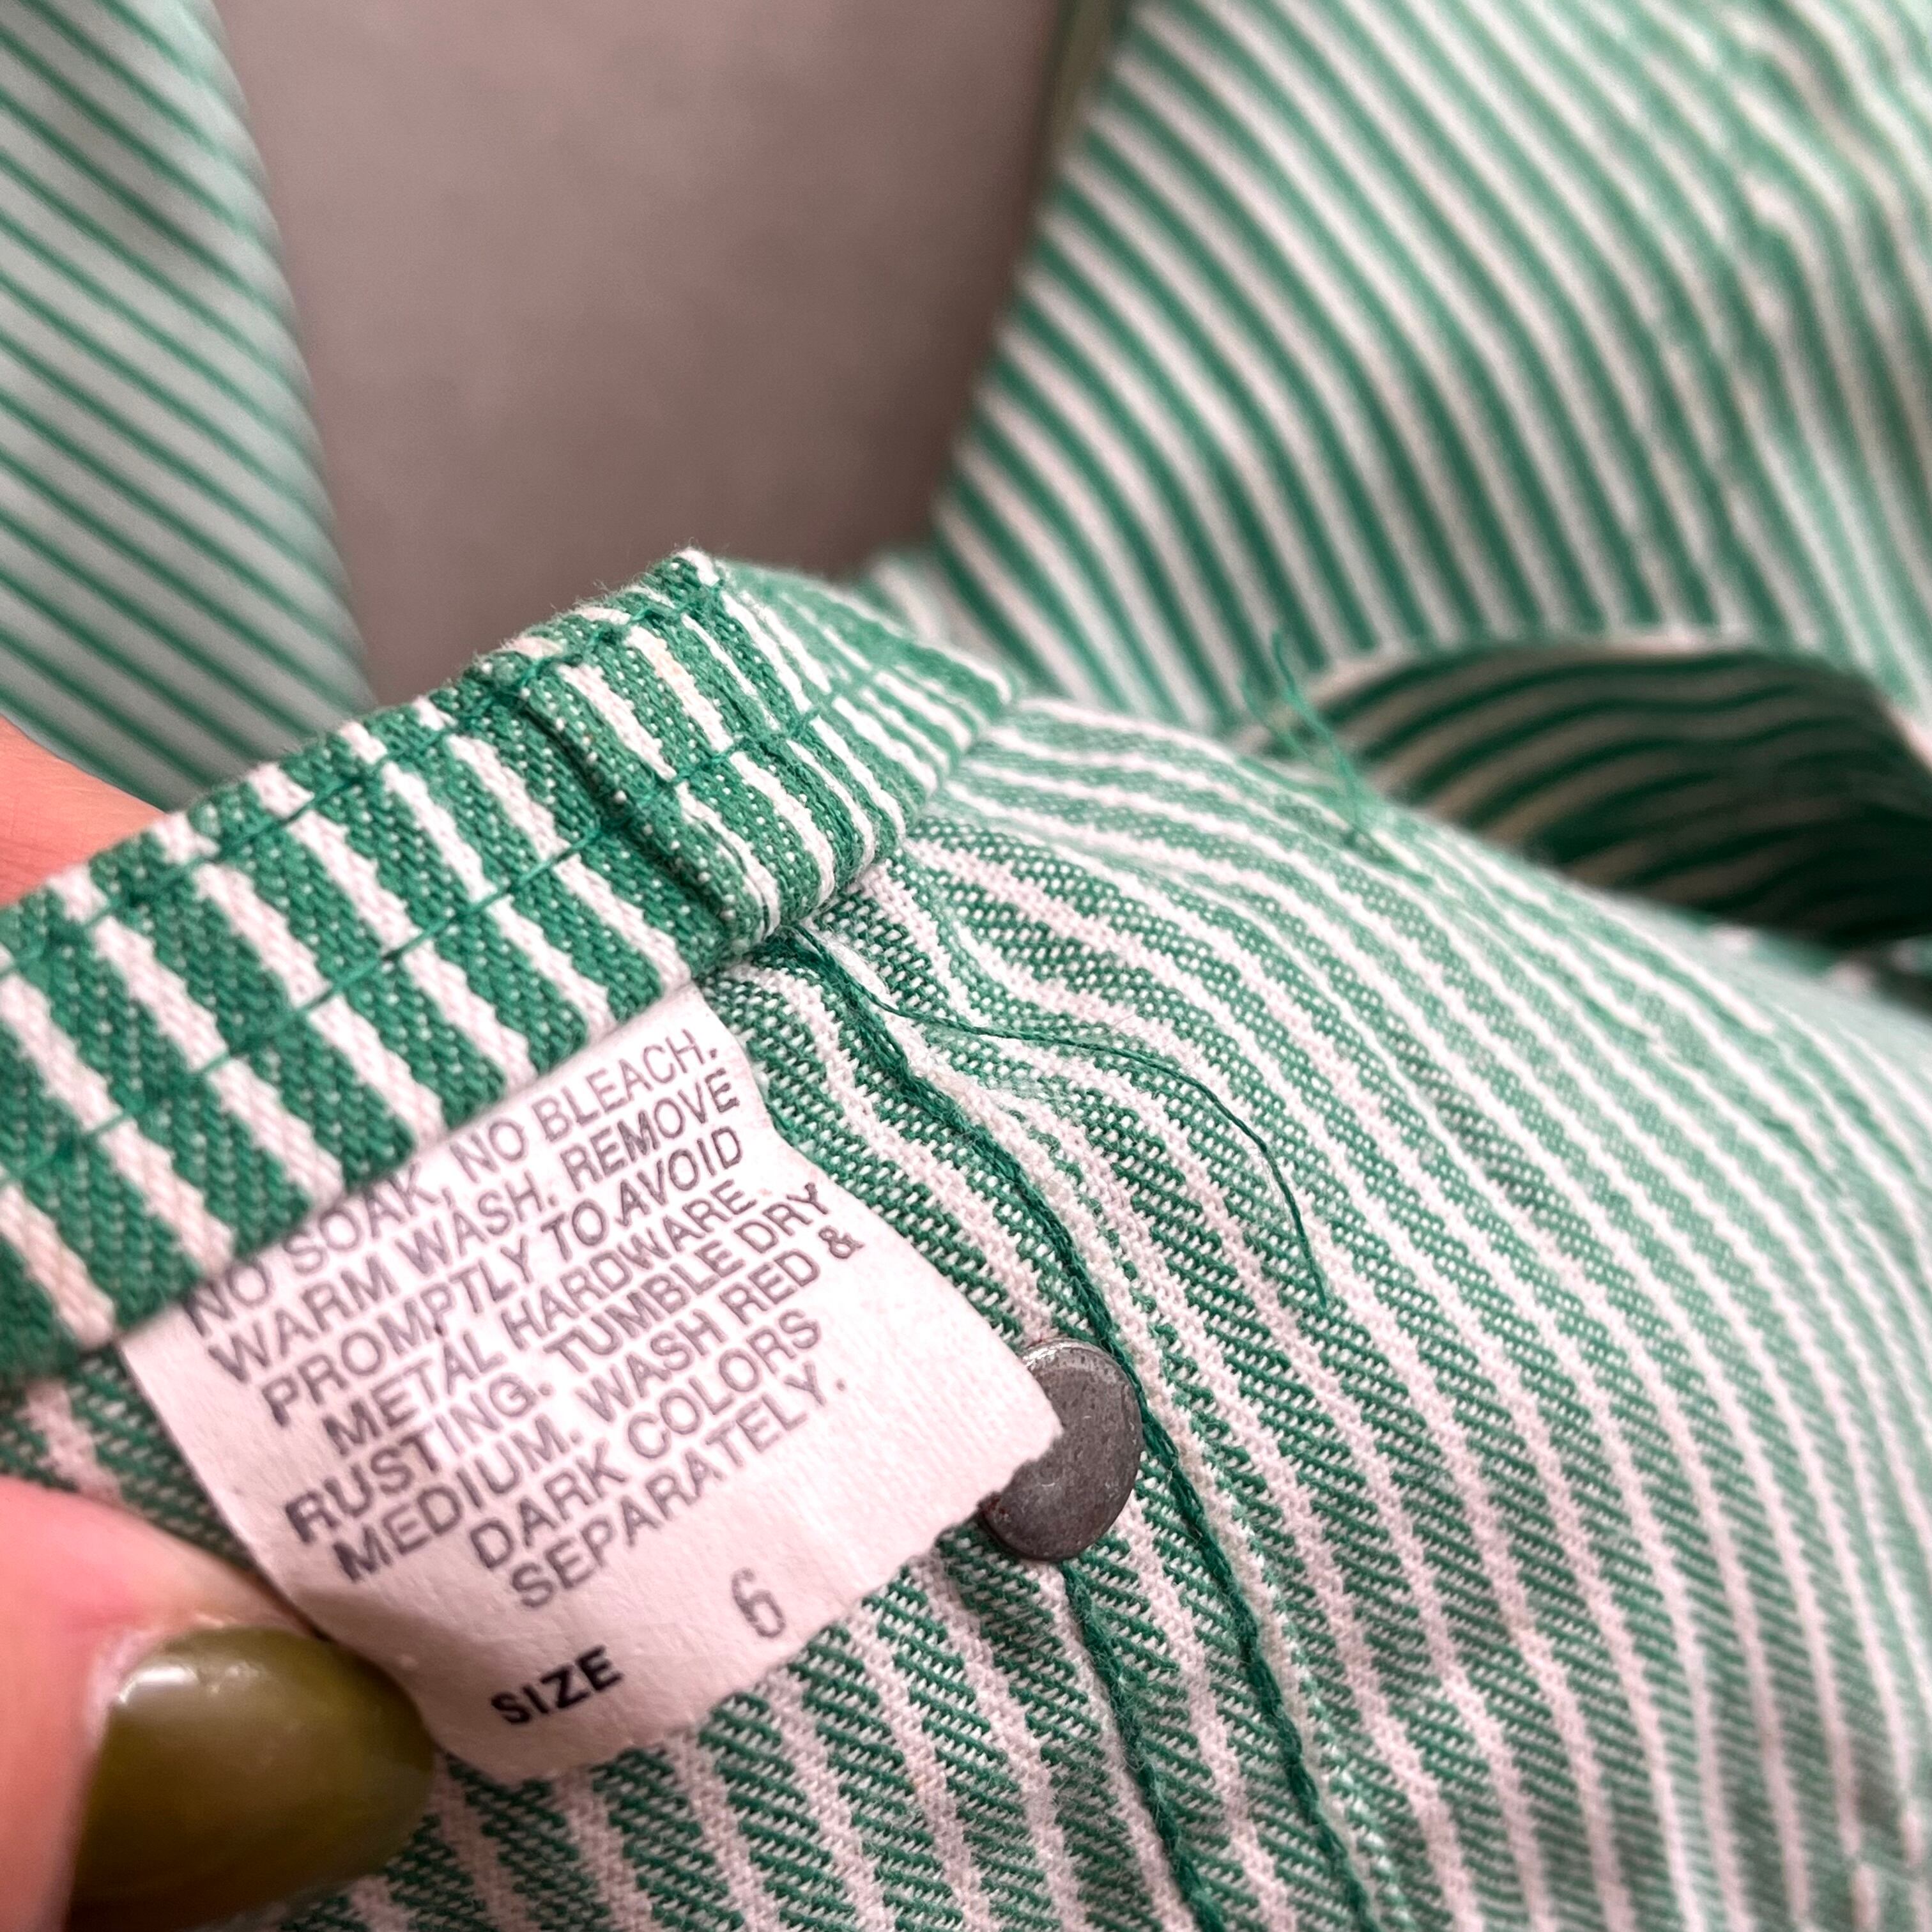 NO SOAK, NO BLEACH.
WARM WASH. REMOVE
PROMPTLY TO AVOID
METAL HARDWARE
RUSTING. TUMBLE DRY
MEDIUM. WASH RED &
DARK COLORS
SEPARATELY.
SIZE 6